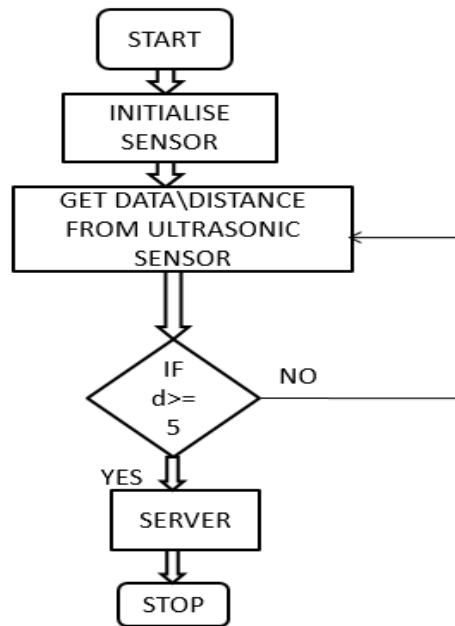 START
INITIALISE
SENSOR
GET DATA\DISTANCE
FROM ULTRASONIC
SENSOR
IF
d>=
5
NO
YES
SERVER
STOP